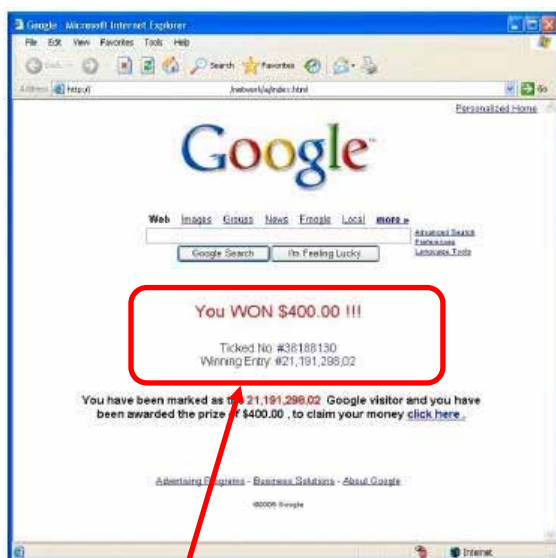 Google - Microsoft Internet Explorer
File Edit View Favorites Tools Help
Search Favorites
Address http:// /network/aj/index.html Go
Personalized Home
Google
Web Images Groups News Froogle Local more »
Advanced Search
Preferences
Language Tools
Google Search I'm Feeling Lucky
You WON $400.00 !!!
Ticked No: #38188130
Winning Entry: #21,191,298,02
You have been marked as the 21,191,298,02 Google visitor and you have
been awarded the prize of $400.00 , to claim your money click here .
Advertising Programs - Business Solutions - About Google
Google
Internet